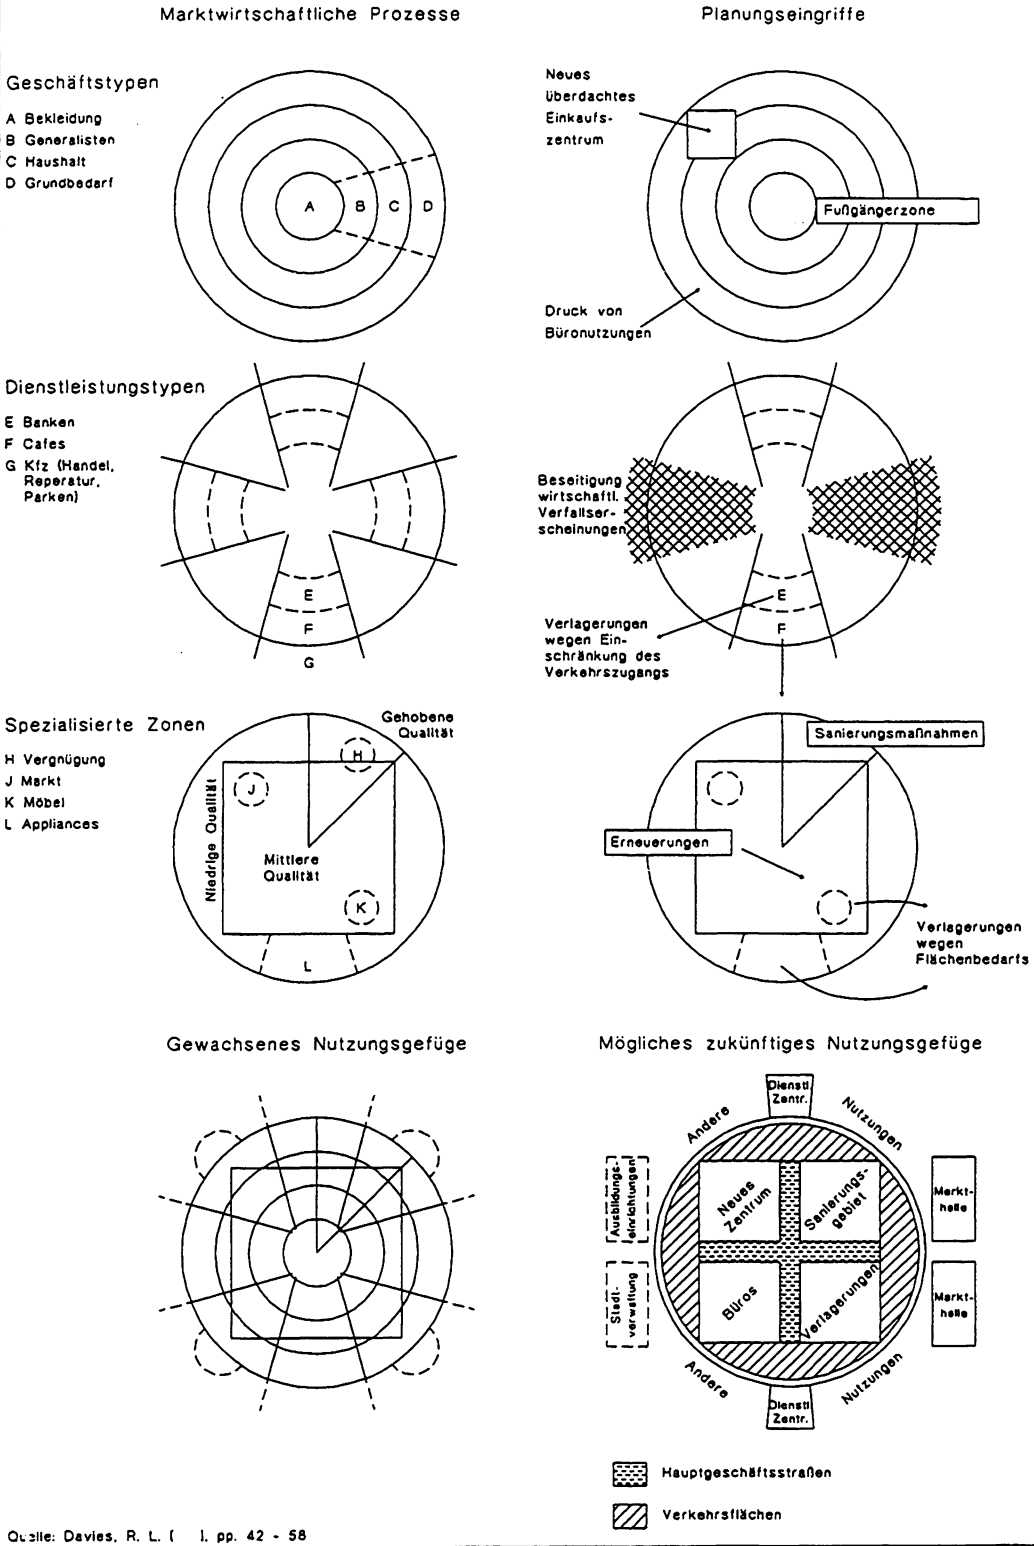 Marktwirtschaftliche Prozesse
Planungseingriffe
Geschäftstypen
A Bekleidung
B Generalisten
C Haushalt
D Grundbedarf
A
B
C
D
Neues
überdachtes
Einkaufs-
zentrum
Fußgängerzone
Druck von
Büronutzungen
Dienstleistungstypen
E Banken
F Cafes
G Kfz (Handel,
Reperatur,
Parken)
E
F
G
Beseitigung
wirtschaftl.
Verfallser-
scheinungen
E
F
Verlagerungen
wegen Ein-
schränkung des
Verkehrszugangs
Spezialisierte Zonen
H Vergnügung
J Markt
K Möbel
L Appliances
Gehobene
Qualität
H
J
Niedrige Qualität
Mittlere
Qualität
K
L
Sanierungsmaßnahmen
Erneuerungen
Verlagerungen
wegen
Flächenbedarfs
Gewachsenes Nutzungsgefüge
Mögliches zukünftiges Nutzungsgefüge
Dienstl
Zentr.
Andere
Nutzungen
Ausbildungs-
einrichtungen
Neues
Zentrum
Sanierungs-
gebiet
Markt-
halle
Stadt-
verwaltung
Büros
Verlagerungen
Markt-
halle
Andere
Nutzungen
Dienstl
Zentr.
Hauptgeschäftsstraßen
Verkehrsflächen
Quelle: Davies, R. L. ( ), pp. 42 - 58